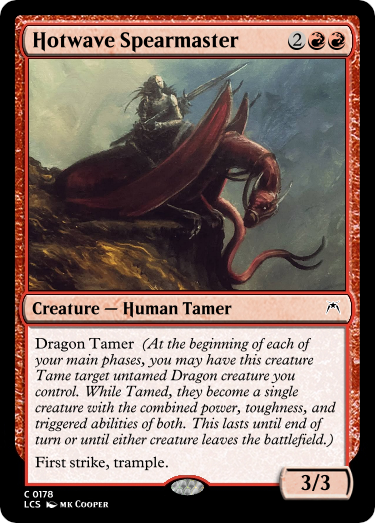 Hotwave Spearmaster 2
Creature — Human Tamer
Dragon Tamer (At the beginning of each of
your main phases, you may have this creature
Tame target untamed Dragon creature you
control. While Tamed, they become a single
creature with the combined power, toughness, and
triggered abilities of both. This lasts until end of
turn or until either creature leaves the battlefield.)
First strike, trample.
3/3
C 0178
LCS MK COOPER